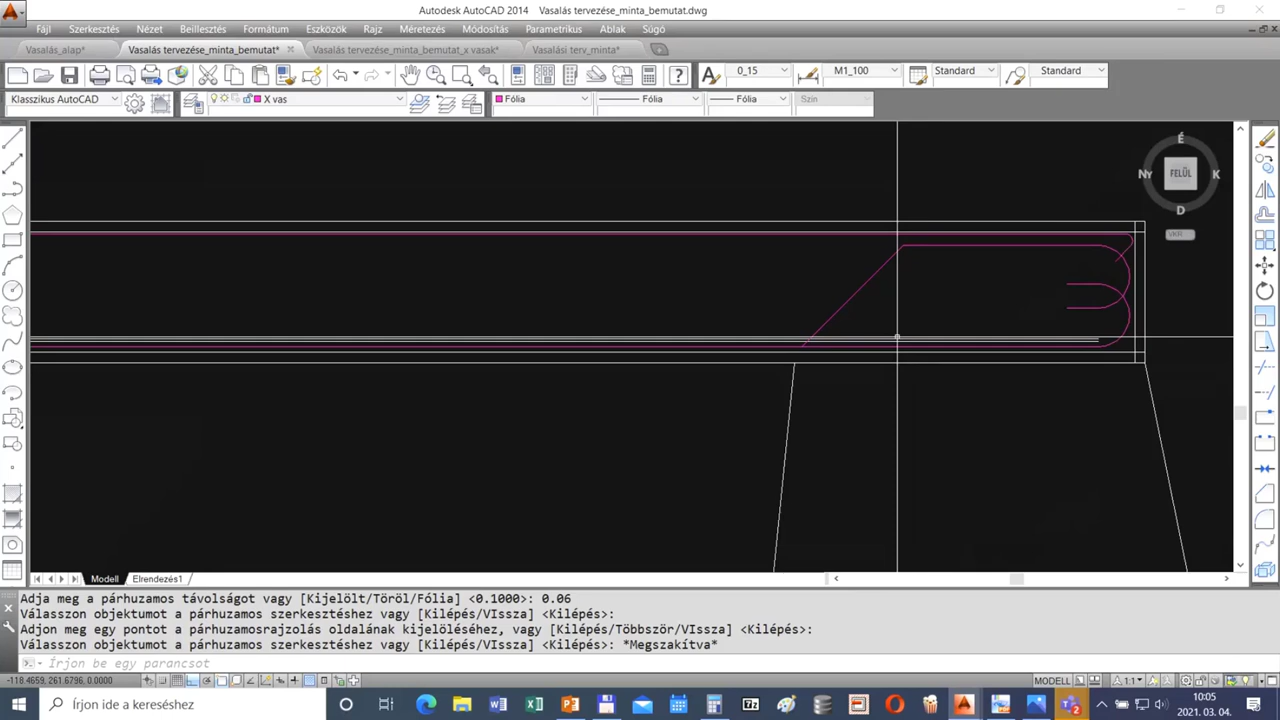 Autodesk AutoCAD 2014    Vasalás tervezése_minta_bemutat.dwg
Fájl Szerkesztés Nézet Beillesztés Formátum Eszközök Rajz Méretezés Módosítás Parametrikus Ablak Súgó
Vasalás_alap* Vasalás tervezése_minta_bemutat* Vasalás tervezése_minta_bemutat_x vasak* Vasalási terv_minta*
0_15 M1_100 Standard Standard
Klasszikus AutoCAD X vas Fólia Fólia Fólia Szín
É
NY FELÜL K
D
VKR
Modell Elrendezés1
Adja meg a párhuzamos távolságot vagy [Kijelölt/Töröl/Fólia] <0.1000>: 0.06
Válasszon objektumot a párhuzamos szerkesztéshez vagy [Kilépés/VIssza] <Kilépés>:
Adjon meg egy pontot a párhuzamosrajzolás oldalának kijelöléséhez, vagy [Kilépés/Többször/VIssza] <Kilépés>:
Válasszon objektumot a párhuzamos szerkesztéshez vagy [Kilépés/VIssza] <Kilépés>: *Megszakítva*
Írjon be egy parancsot
-118.4659, 261.6796, 0.0000 MODELL 1:1
Írjon ide a kereséshez 10:05
2021. 03. 04.